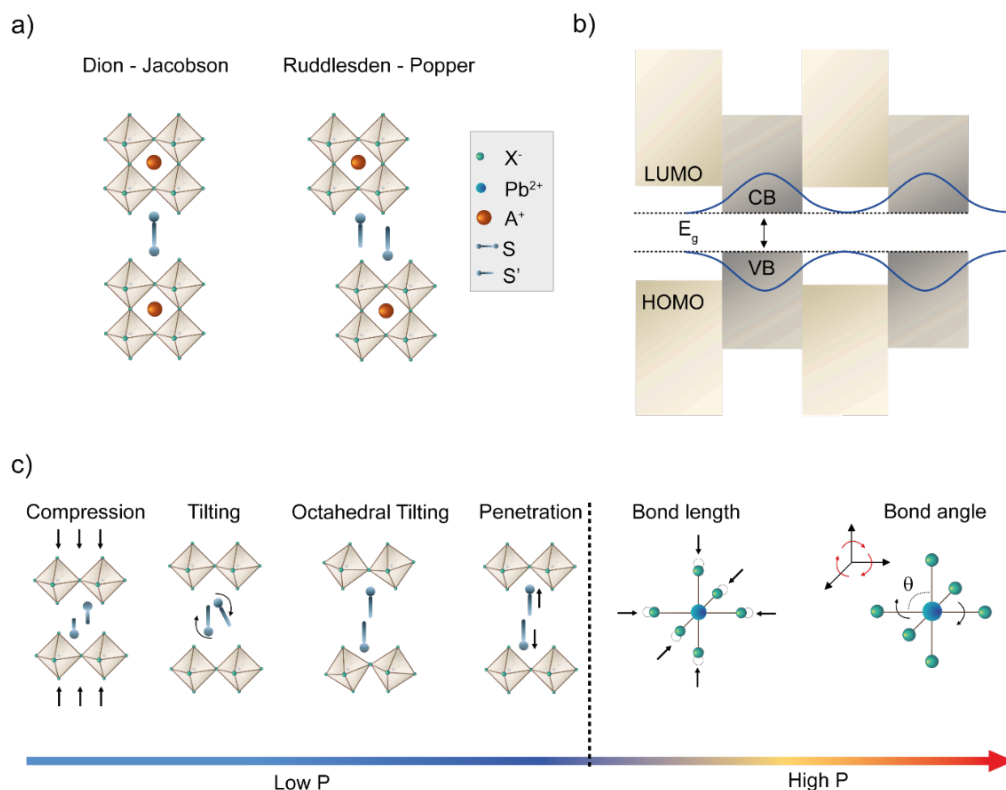 a)
Dion - Jacobson
Ruddlesden - Popper
X⁻
Pb²⁺
A⁺
S
S'
b)
LUMO
CB
E_g
VB
HOMO
c)
Compression
Tilting
Octahedral Tilting
Penetration
Bond length
Bond angle
θ
Low P
High P